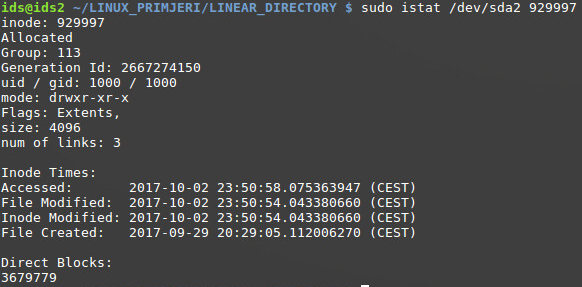 ids@ids2 ~/LINUX_PRIMJERI/LINEAR_DIRECTORY $ sudo istat /dev/sda2 929997
inode: 929997
Allocated
Group: 113
Generation Id: 2667274150
uid / gid: 1000 / 1000
mode: drwxr-xr-x
Flags: Extents,
size: 4096
num of links: 3
Inode Times:
Accessed: 2017-10-02 23:50:58.075363947 (CEST)
File Modified: 2017-10-02 23:50:54.043380660 (CEST)
Inode Modified: 2017-10-02 23:50:54.043380660 (CEST)
File Created: 2017-09-29 20:29:05.112006270 (CEST)
Direct Blocks:
3679779